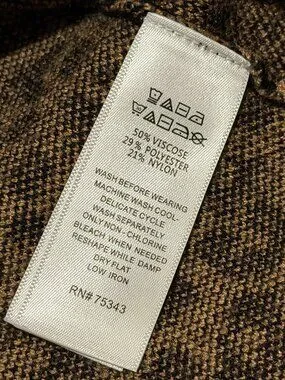 50% VISCOSE
29% POLYESTER
21% NYLON
WASH BEFORE WEARING
MACHINE WASH COOL
DELICATE CYCLE
WASH SEPARATELY
ONLY NON-CHLORINE
BLEACH WHEN NEEDED
RESHAPE WHILE DAMP
DRY FLAT
LOW IRON
RN# 75343